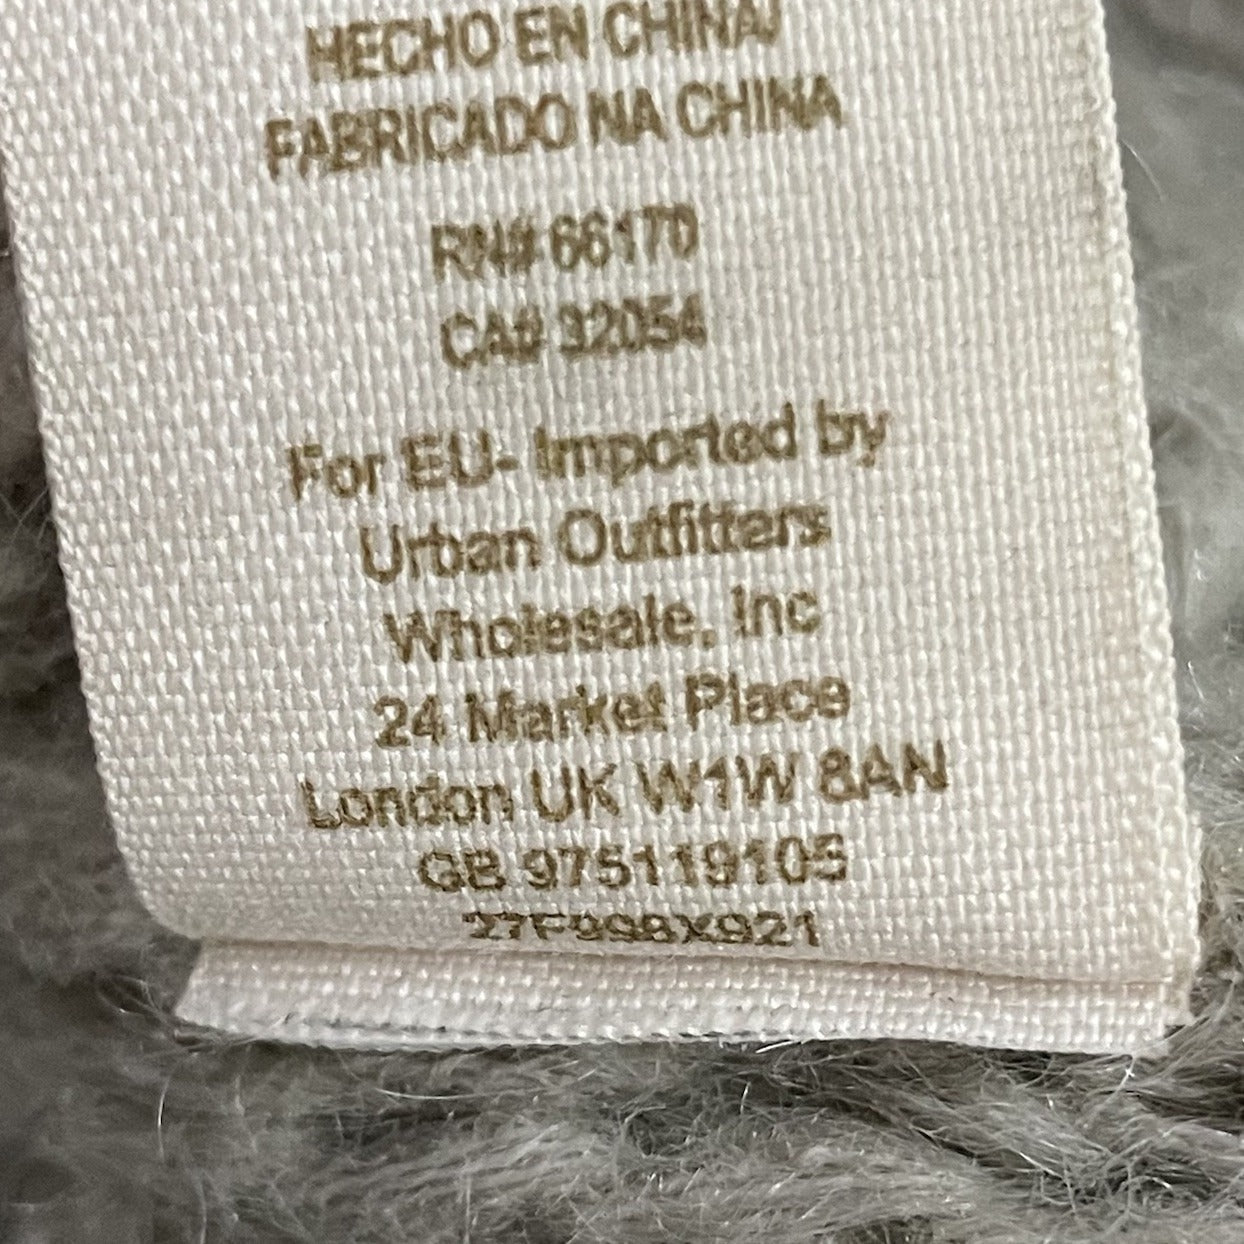 HECHO EN CHINA/
FABRICADO NA CHINA
RN# 66170
CA# 32054
For EU- Imported by
Urban Outfitters
Wholesale, Inc
24 Market Place
London UK W1W 8AN
GB 975119105
27F998X921